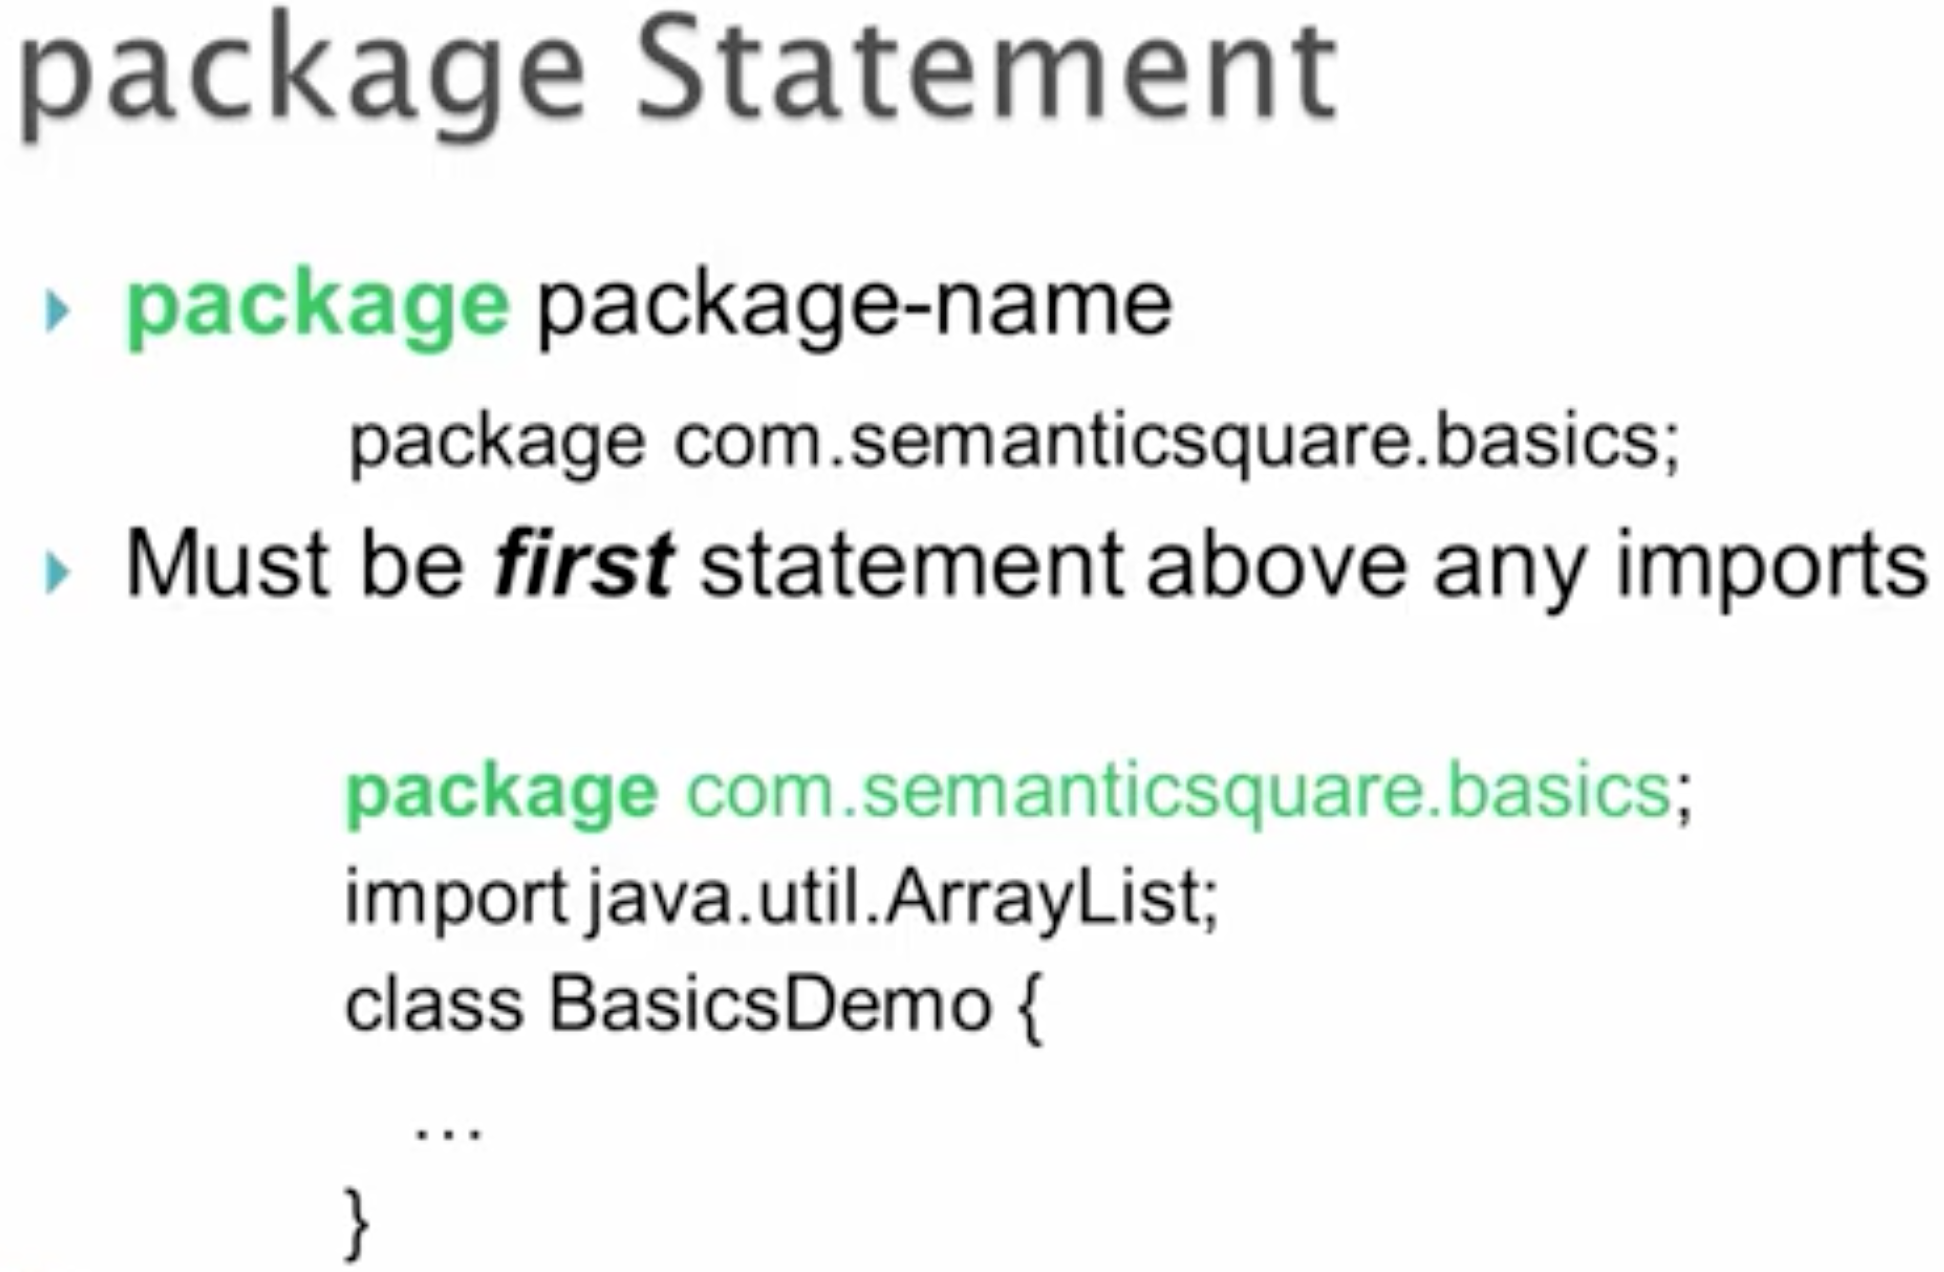 package Statement
package package-name
package com.semanticsquare.basics;
Must be first statement above any imports
package com.semanticsquare.basics;
import java.util.ArrayList;
class BasicsDemo {
...
}